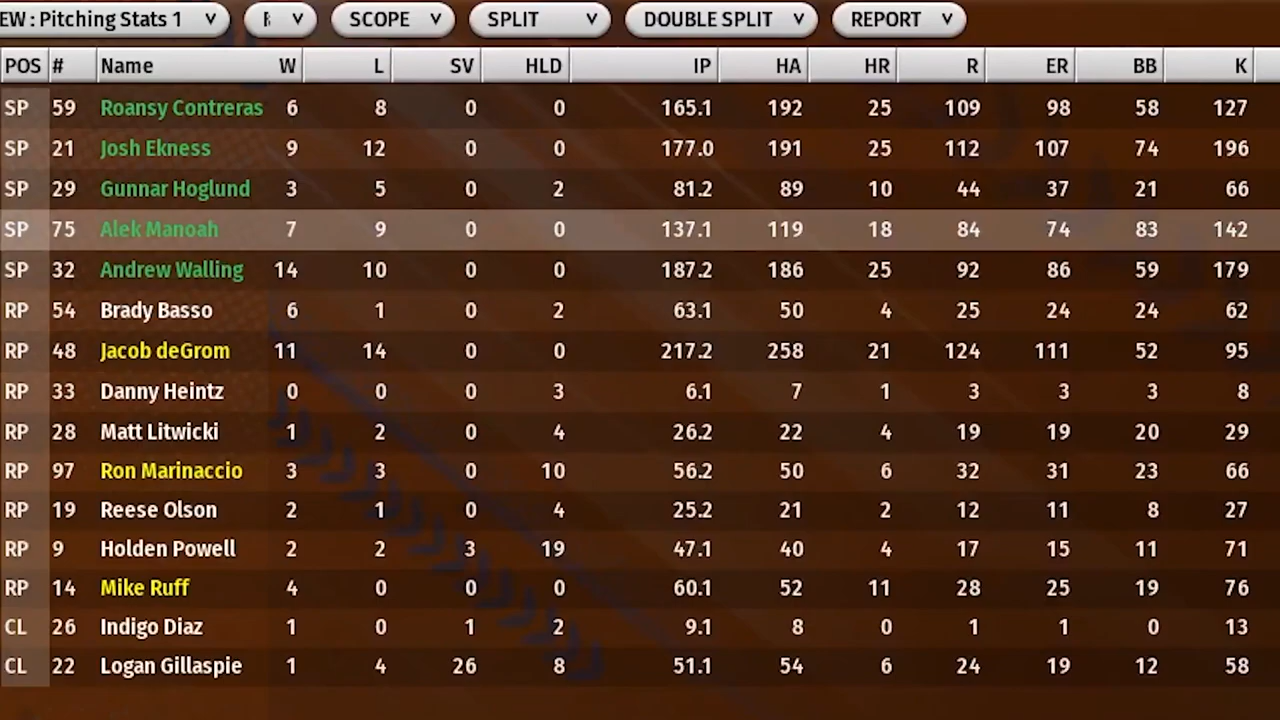 EW : Pitching Stats 1 SCOPE SPLIT DOUBLE SPLIT REPORT
POS # Name W L SV HLD IP HA HR R ER BB K
SP 59 Roansy Contreras 6 8 0 0 165.1 192 25 109 98 58 127
SP 21 Josh Ekness 9 12 0 0 177.0 191 25 112 107 74 196
SP 29 Gunnar Hoglund 3 5 0 2 81.2 89 10 44 37 21 66
SP 75 Alek Manoah 7 9 0 0 137.1 119 18 84 74 83 142
SP 32 Andrew Walling 14 10 0 0 187.2 186 25 92 86 59 179
RP 54 Brady Basso 6 1 0 2 63.1 50 4 25 24 24 62
RP 48 Jacob deGrom 11 14 0 0 217.2 258 21 124 111 52 95
RP 33 Danny Heintz 0 0 0 3 6.1 7 1 3 3 3 8
RP 28 Matt Litwicki 1 2 0 4 26.2 22 4 19 19 20 29
RP 97 Ron Marinaccio 3 3 0 10 56.2 50 6 32 31 23 66
RP 19 Reese Olson 2 1 0 4 25.2 21 2 12 11 8 27
RP 9 Holden Powell 2 2 3 19 47.1 40 4 17 15 11 71
RP 14 Mike Ruff 4 0 0 0 60.1 52 11 28 25 19 76
CL 26 Indigo Diaz 1 0 1 2 9.1 8 0 1 1 0 13
CL 22 Logan Gillaspie 1 4 26 8 51.1 54 6 24 19 12 58